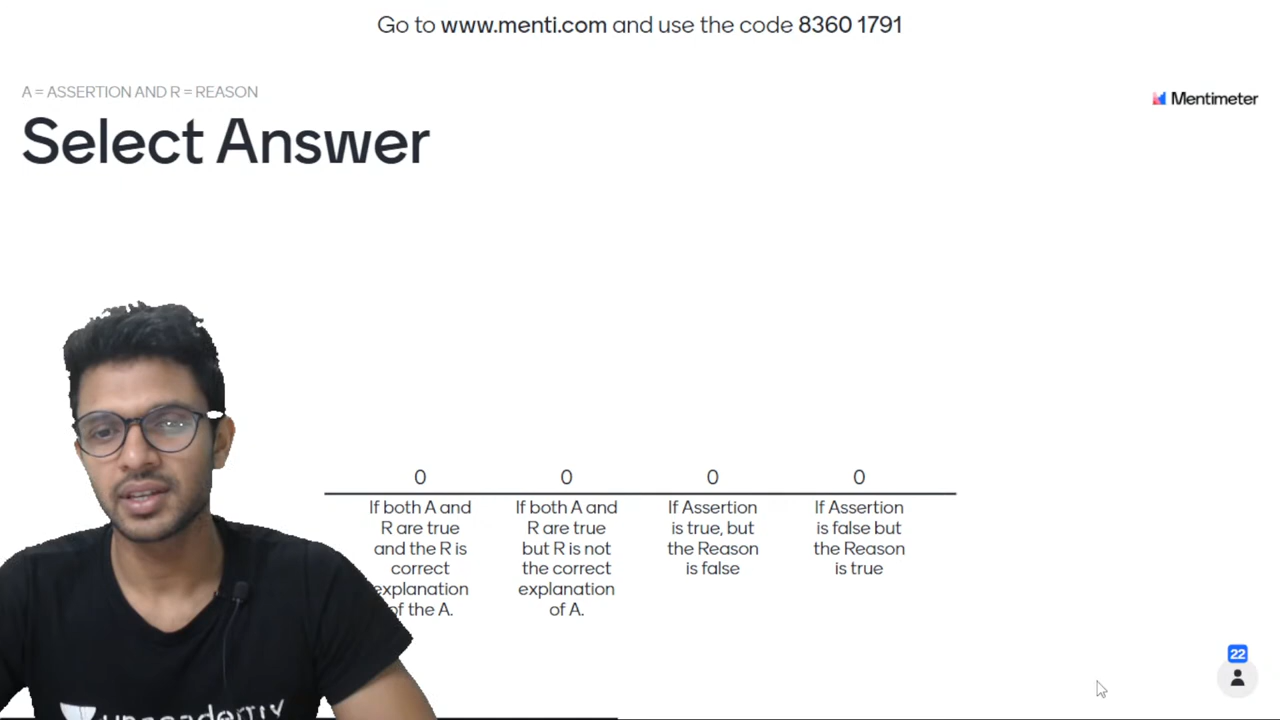 Go to www.menti.com and use the code 8360 1791
A = ASSERTION AND R = REASON
Mentimeter
Select Answer
0 0 0 0
If both A and
R are true
and the R is
correct
explanation
of the A.
If both A and
R are true
but R is not
the correct
explanation
of A.
If Assertion
is true, but
the Reason
is false
If Assertion
is false but
the Reason
is true
22
unacademy